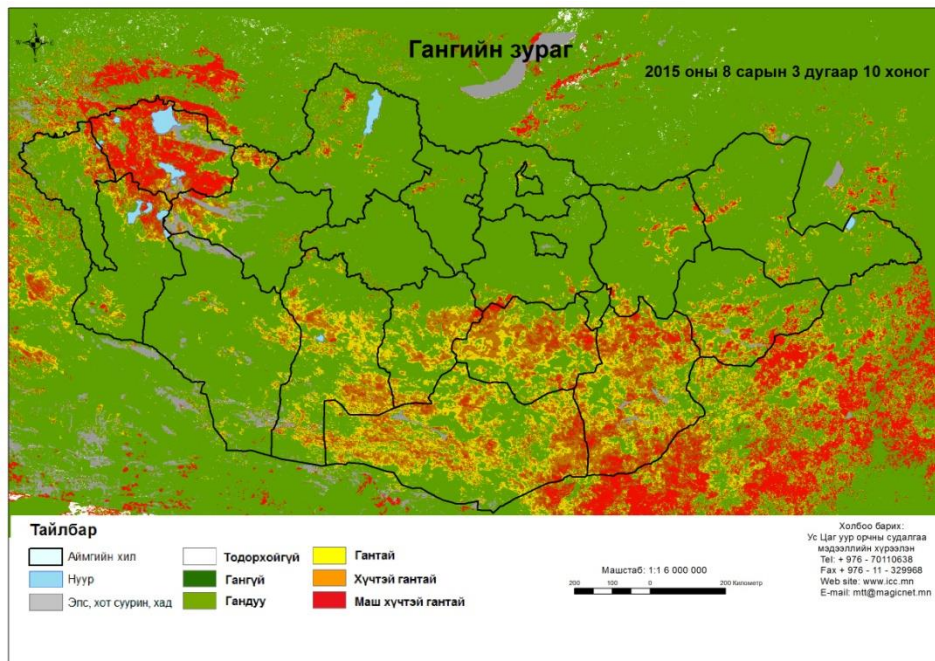 Гангийн зураг
2015 оны 8 сарын 3 дугаар 10 хоног
N
W
E
S
Тайлбар
Аймгийн хил
Нуур
Элс, хот суурин, хад
Тодорхойгүй
Гангүй
Гандуу
Гантай
Хүчтэй гантай
Маш хүчтэй гантай
Масштаб: 1:1 6 000 000
200 100 0 200 Километр
Холбоо барих:
Ус Цаг уур орчны судалгаа
мэдээллийн хүрээлэн
Tel: + 976 - 70110638
Fax + 976 - 11 - 329968
Web site: www.icc.mn
E-mail: mtt@magicnet.mn